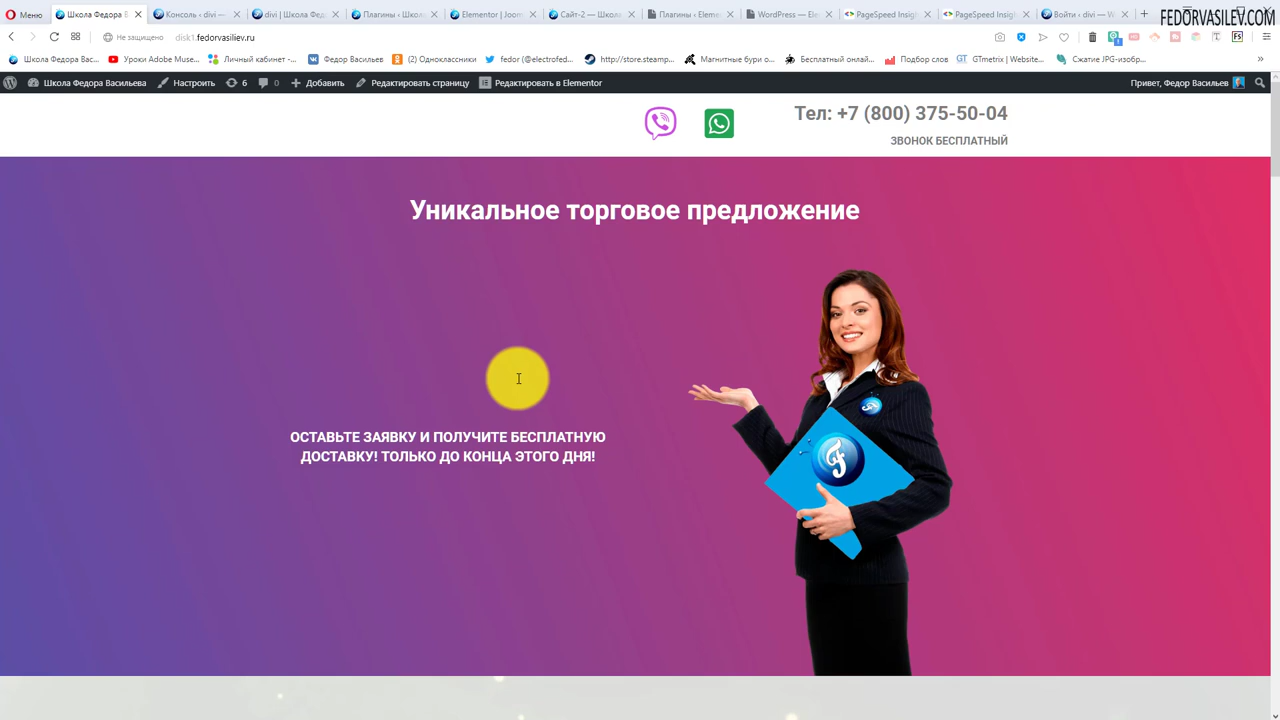 Меню
Школа Федора В
Консоль ‹ divi —
divi | Школа Фед
Плагины ‹ Школ
Elementor | Joom
Сайт-2 — Школа
Плагины ‹ Eleme
WordPress — Ele
PageSpeed Insigh
PageSpeed Insigh
Войти ‹ divi — W
FEDORVASILEV.COM
Не защищено
disk1.fedorvasiliev.ru
Школа Федора Вас...
Уроки Adobe Muse...
Личный кабинет -...
Федор Васильев
(2) Одноклассники
fedor (@electrofed...
http://store.steamp...
Магнитные бури о...
Бесплатный онлай...
Подбор слов
GTmetrix | Website...
Сжатие JPG-изобр...
Школа Федора Васильева
Настроить
6
0
Добавить
Редактировать страницу
Редактировать в Elementor
Привет, Федор Васильев
Тел: +7 (800) 375-50-04
ЗВОНОК БЕСПЛАТНЫЙ
Уникальное торговое предложение
ОСТАВЬТЕ ЗАЯВКУ И ПОЛУЧИТЕ БЕСПЛАТНУЮ
ДОСТАВКУ! ТОЛЬКО ДО КОНЦА ЭТОГО ДНЯ!